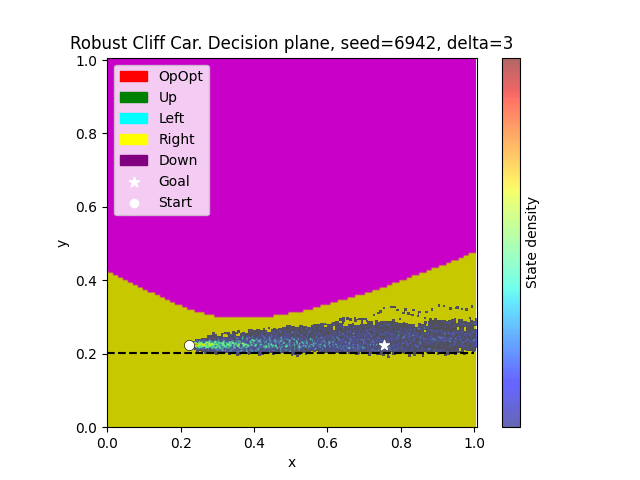 Robust Cliff Car. Decision plane, seed=6942, delta=3
1.0
0.8
0.6
0.4
0.2
0.0
y
OpOpt
Up
Left
Right
Down
Goal
Start
0.0 0.2 0.4 0.6 0.8 1.0
x
State density